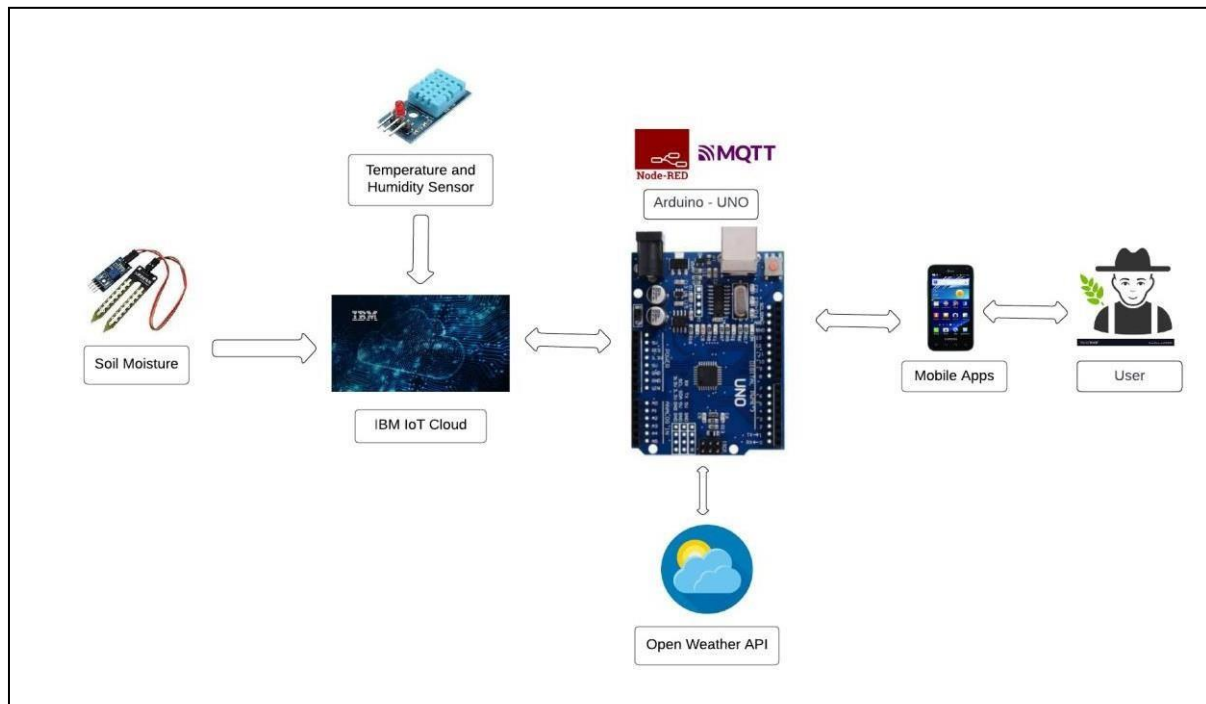 Temperature and
Humidity Sensor
Node-RED
MQTT
Arduino - UNO
Soil Moisture
IBM
IBM IoT Cloud
UNO
Mobile Apps
User
Open Weather API